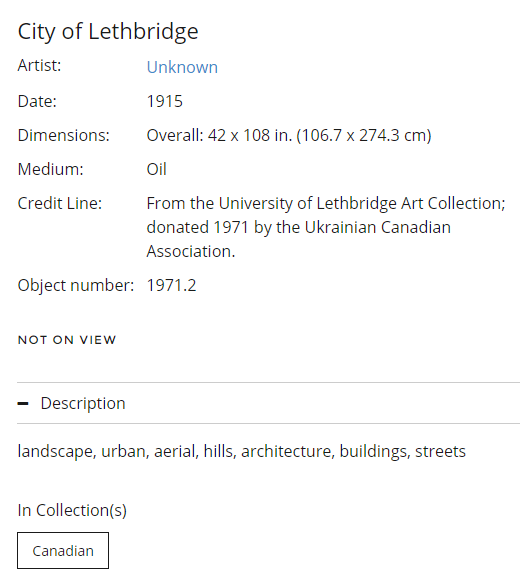 City of Lethbridge
Artist: Unknown
Date: 1915
Dimensions: Overall: 42 x 108 in. (106.7 x 274.3 cm)
Medium: Oil
Credit Line: From the University of Lethbridge Art Collection;
donated 1971 by the Ukrainian Canadian
Association.
Object number: 1971.2
NOT ON VIEW
– Description
landscape, urban, aerial, hills, architecture, buildings, streets
In Collection(s)
Canadian